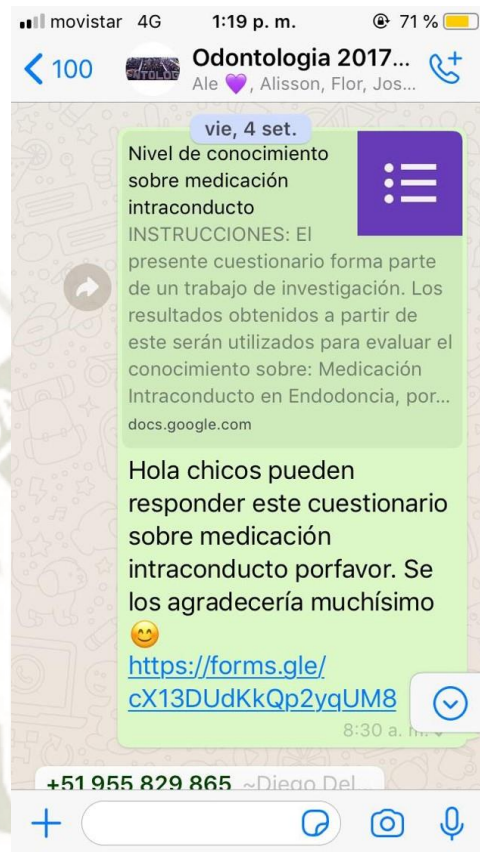 movistar 4G 1:19 p. m. 71 %
100 Odontologia 2017...
Ale 💜, Alisson, Flor, Jos...
vie, 4 set.
Nivel de conocimiento
sobre medicación
intraconducto
INSTRUCCIONES: El
presente cuestionario forma parte
de un trabajo de investigación. Los
resultados obtenidos a partir de
este serán utilizados para evaluar el
conocimiento sobre: Medicación
Intraconducto en Endodoncia, por...
docs.google.com
Hola chicos pueden
responder este cuestionario
sobre medicación
intraconducto porfavor. Se
los agradecería muchísimo
😊
https://forms.gle/
cX13DUdKkQp2yqUM8
8:30 a. m.
+51 955 829 865 ~Diego Del